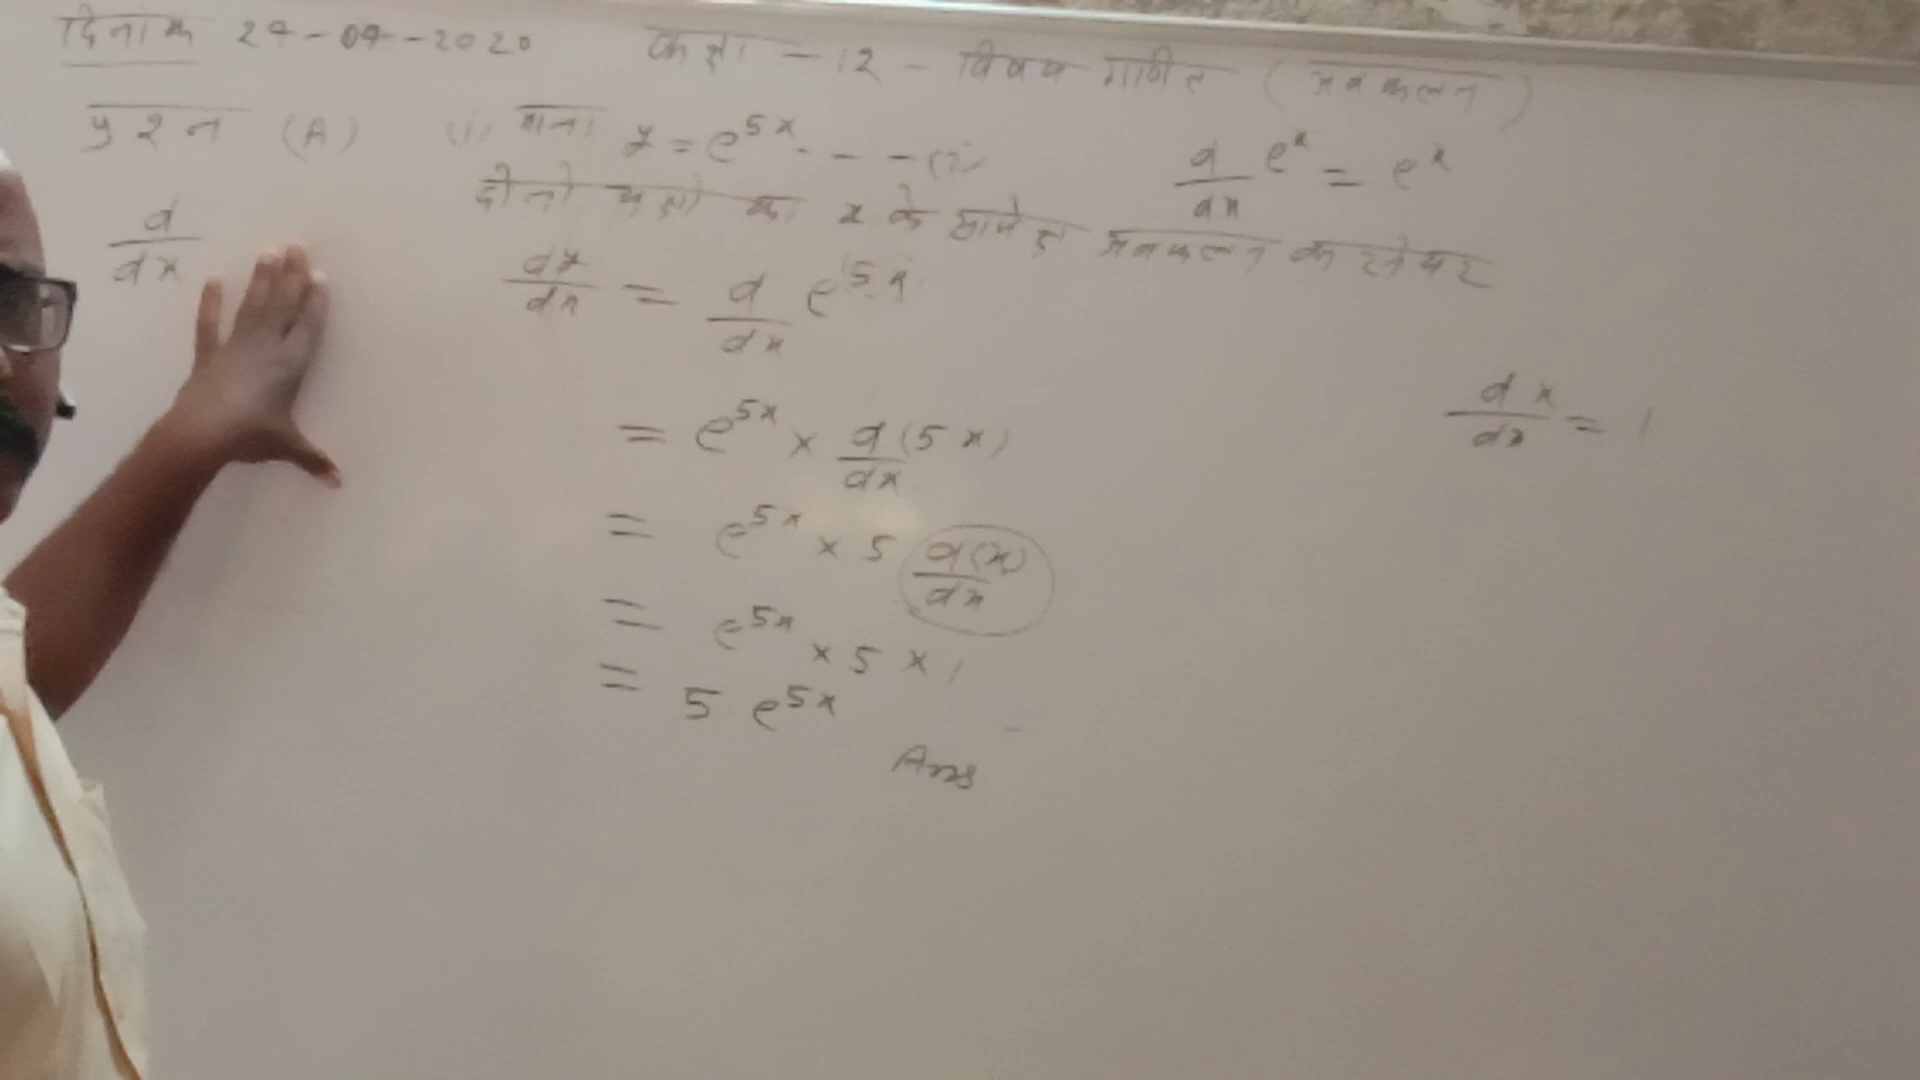 दिनांक 29-09-2020 कक्षा - 12 - विषय गणित (अवकलन)
प्रश्न (A) (i) माना y = e^5x - - - (i) d/dx e^x = e^x
दोनो पक्षो का x के सापेक्ष अवकलन करने पर
d/dx
dy/dx = d/dx e^5x
dx/dx = 1
= e^5x × d/dx (5x)
= e^5x × 5 d(x)/dx
= e^5x × 5 × 1
= 5 e^5x
Ans